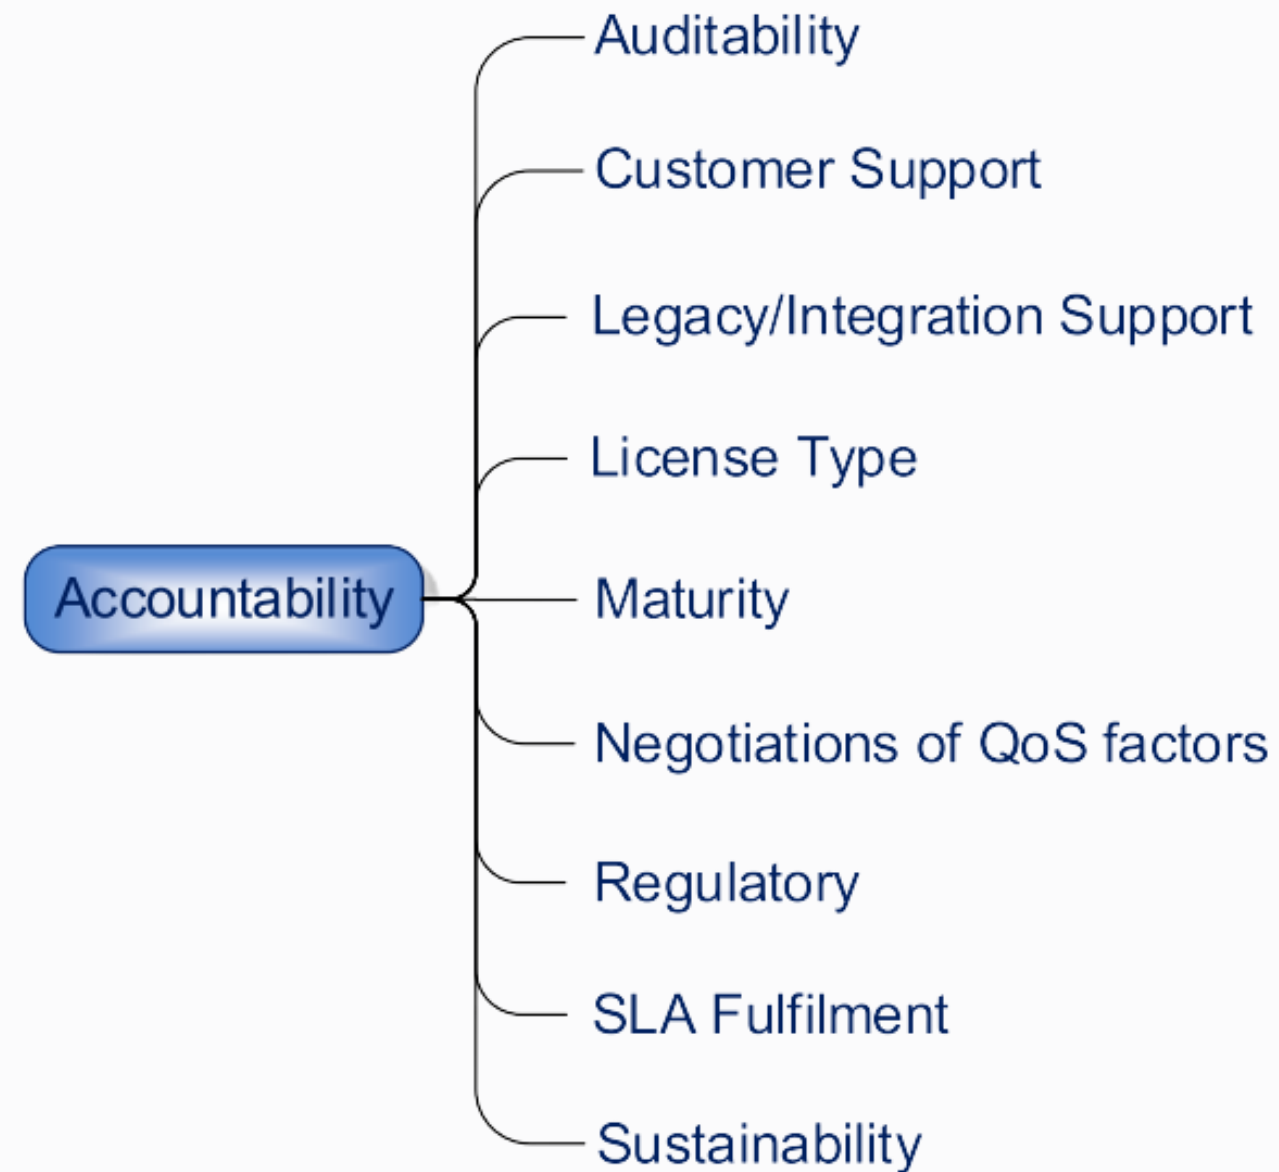 Auditability
Customer Support
Legacy/Integration Support
License Type
Accountability
Maturity
Negotiations of QoS factors
Regulatory
SLA Fulfilment
Sustainability